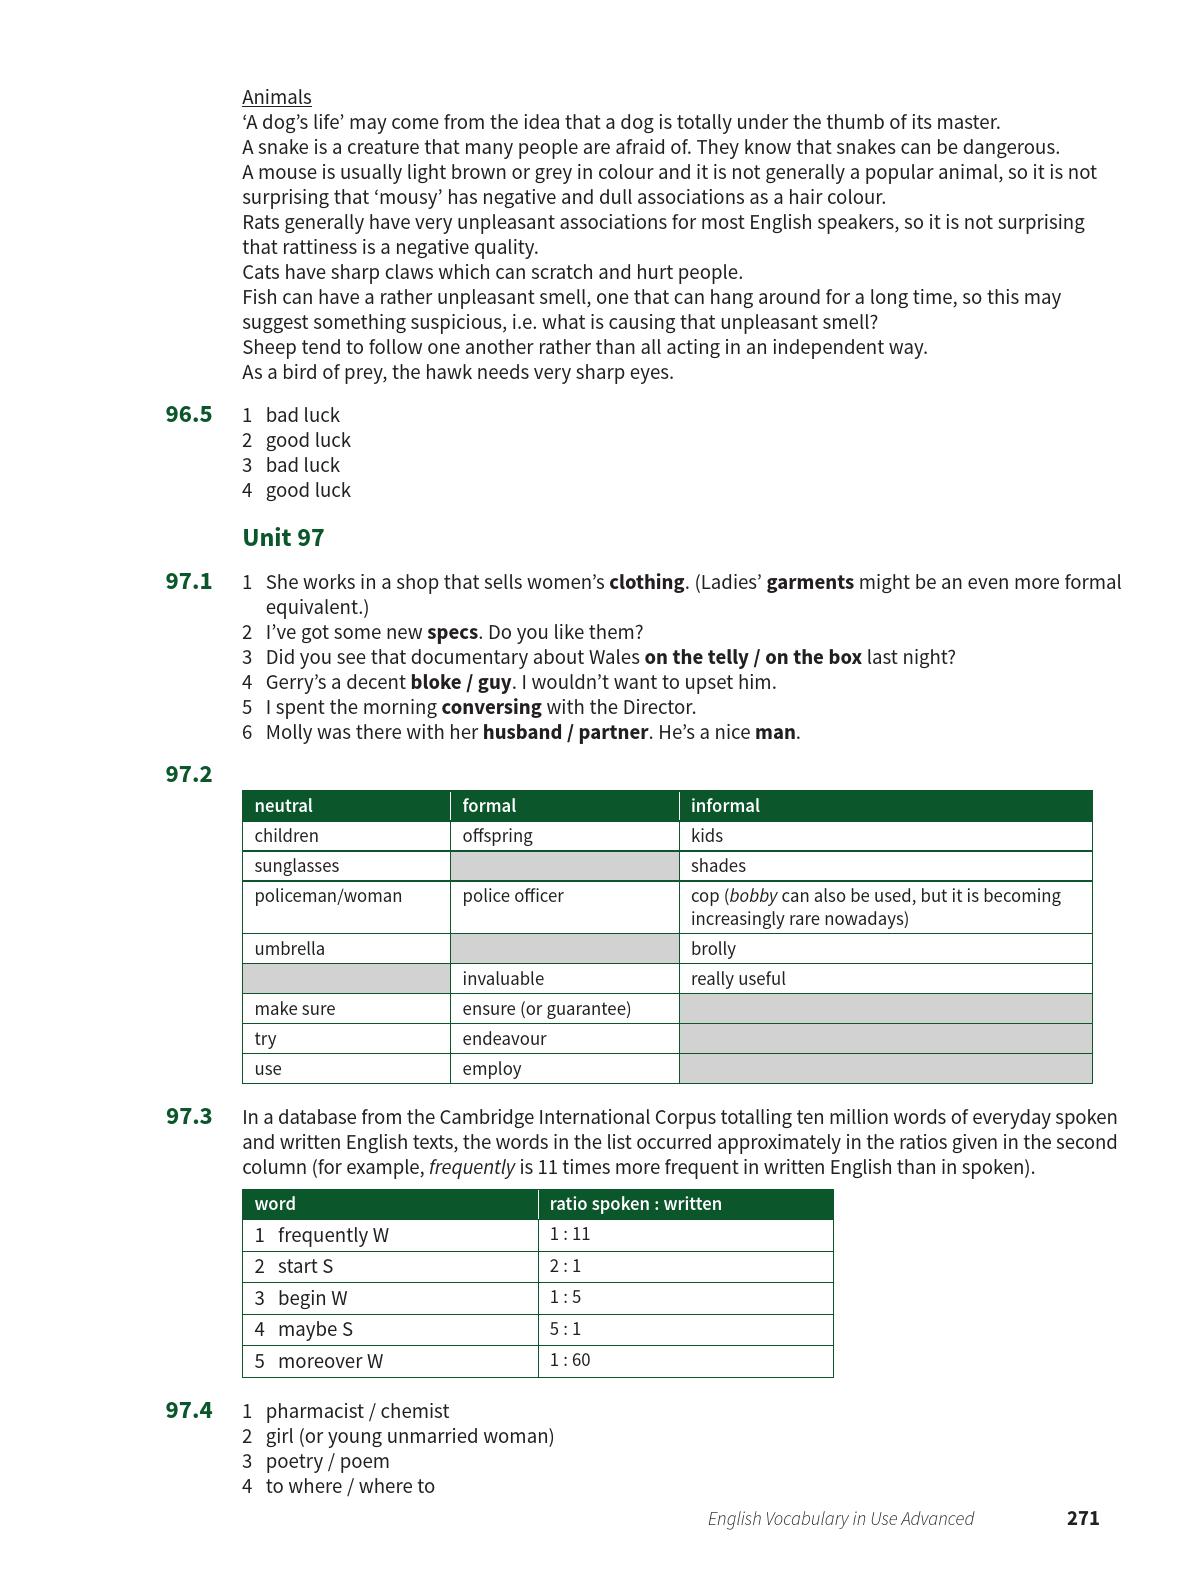 Animals
‘A dog’s life’ may come from the idea that a dog is totally under the thumb of its master.
A snake is a creature that many people are afraid of. They know that snakes can be dangerous.
A mouse is usually light brown or grey in colour and it is not generally a popular animal, so it is not
surprising that ‘mousy’ has negative and dull associations as a hair colour.
Rats generally have very unpleasant associations for most English speakers, so it is not surprising
that rattiness is a negative quality.
Cats have sharp claws which can scratch and hurt people.
Fish can have a rather unpleasant smell, one that can hang around for a long time, so this may
suggest something suspicious, i.e. what is causing that unpleasant smell?
Sheep tend to follow one another rather than all acting in an independent way.
As a bird of prey, the hawk needs very sharp eyes.
96.5 1 bad luck
2 good luck
3 bad luck
4 good luck
Unit 97
97.1 1 She works in a shop that sells women’s clothing. (Ladies’ garments might be an even more formal
equivalent.)
2 I’ve got some new specs. Do you like them?
3 Did you see that documentary about Wales on the telly / on the box last night?
4 Gerry’s a decent bloke / guy. I wouldn’t want to upset him.
5 I spent the morning conversing with the Director.
6 Molly was there with her husband / partner. He’s a nice man.
97.2
neutral formal informal
children offspring kids
sunglasses shades
policeman/woman police officer cop (bobby can also be used, but it is becoming
increasingly rare nowadays)
umbrella brolly
invaluable really useful
make sure ensure (or guarantee)
try endeavour
use employ
97.3 In a database from the Cambridge International Corpus totalling ten million words of everyday spoken
and written English texts, the words in the list occurred approximately in the ratios given in the second
column (for example, frequently is 11 times more frequent in written English than in spoken).
word ratio spoken : written
1 frequently W 1 : 11
2 start S 2 : 1
3 begin W 1 : 5
4 maybe S 5 : 1
5 moreover W 1 : 60
97.4 1 pharmacist / chemist
2 girl (or young unmarried woman)
3 poetry / poem
4 to where / where to
English Vocabulary in Use Advanced 271